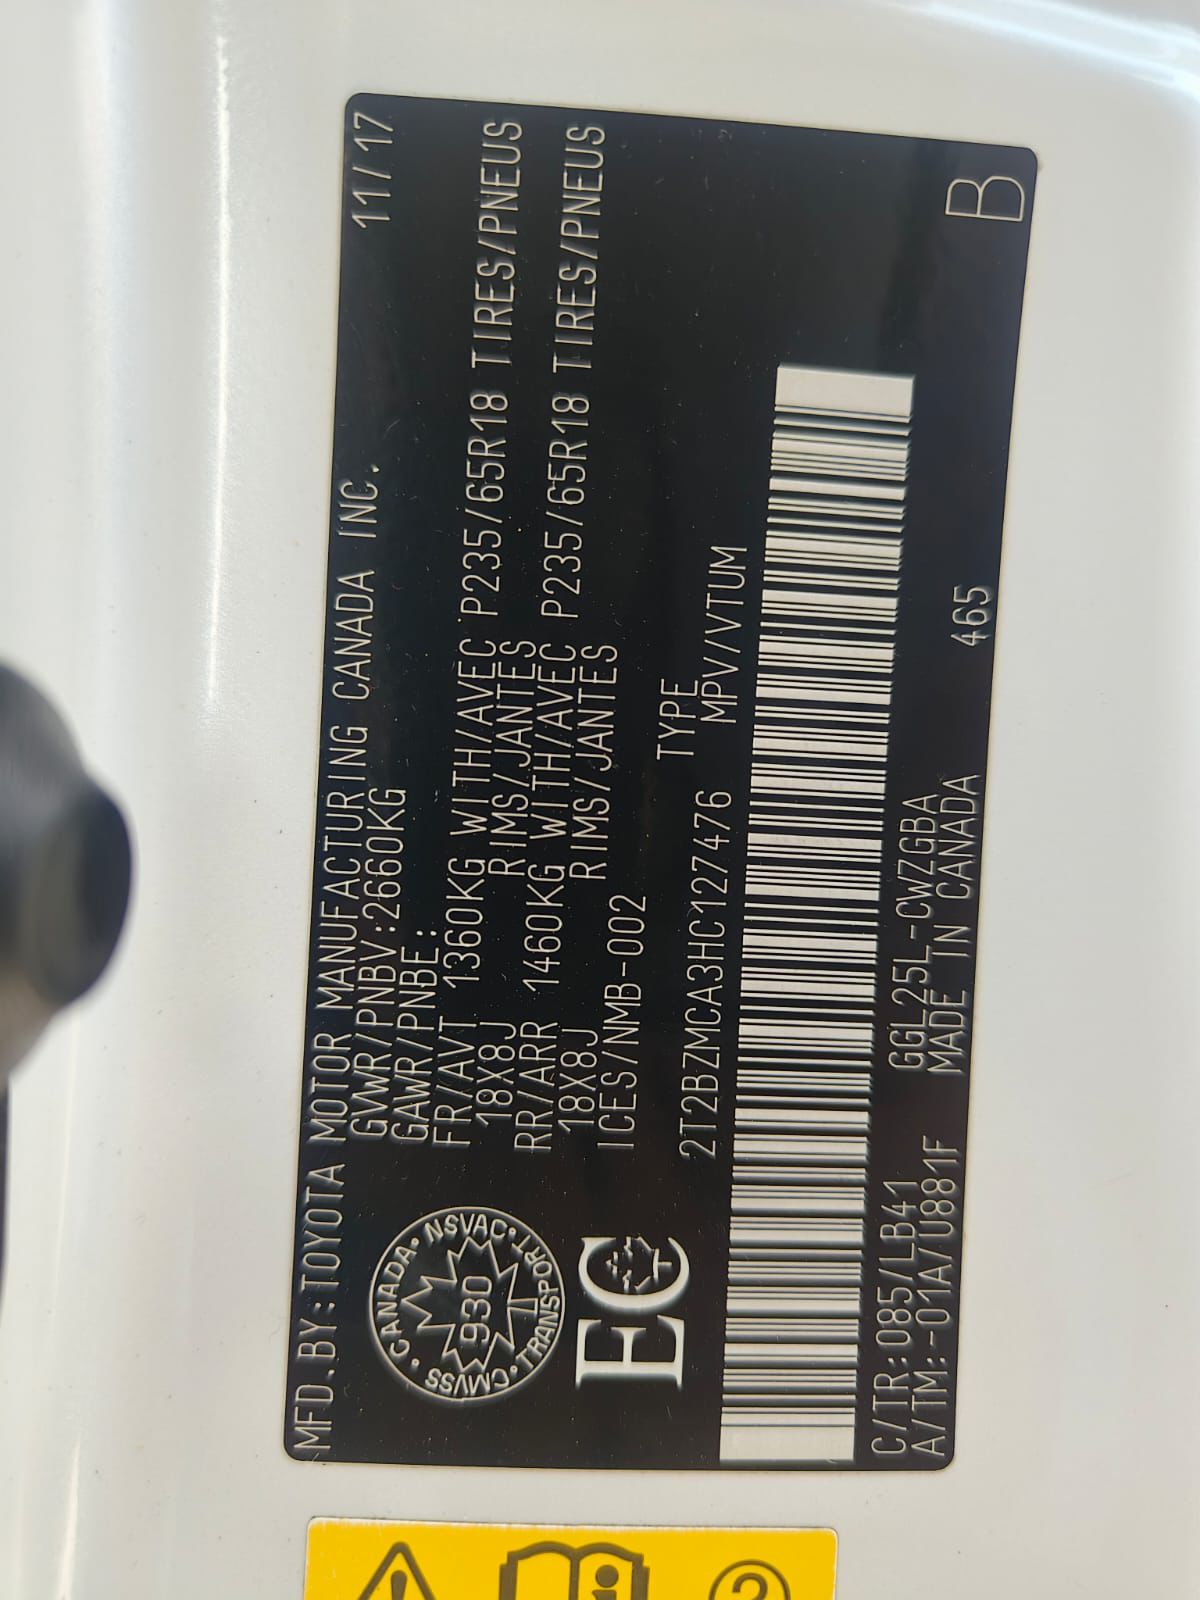 MFD.BY:TOYOTA MOTOR MANUFACTURING CANADA INC. 11/17
GVWR/PNBV:2660KG
GAWR/PNBE:
FR/AVT 1360KG WITH/AVEC P235/65R18 TIRES/PNEUS
18X8J RIMS/JANTES
RR/ARR 1460KG WITH/AVEC P235/65R18 TIRES/PNEUS
18X8J RIMS/JANTES
ICES/NMB-002
CANADA • NSVAC • TRANSPORT • CMVSS •
930
EC
TYPE
2T2BZMCA3HC127476 MPV/VTUM
C/TR:085/LB41 GGL25L-CWZGBA
A/TM:-01A/U881F MADE IN CANADA 465 B
i ?